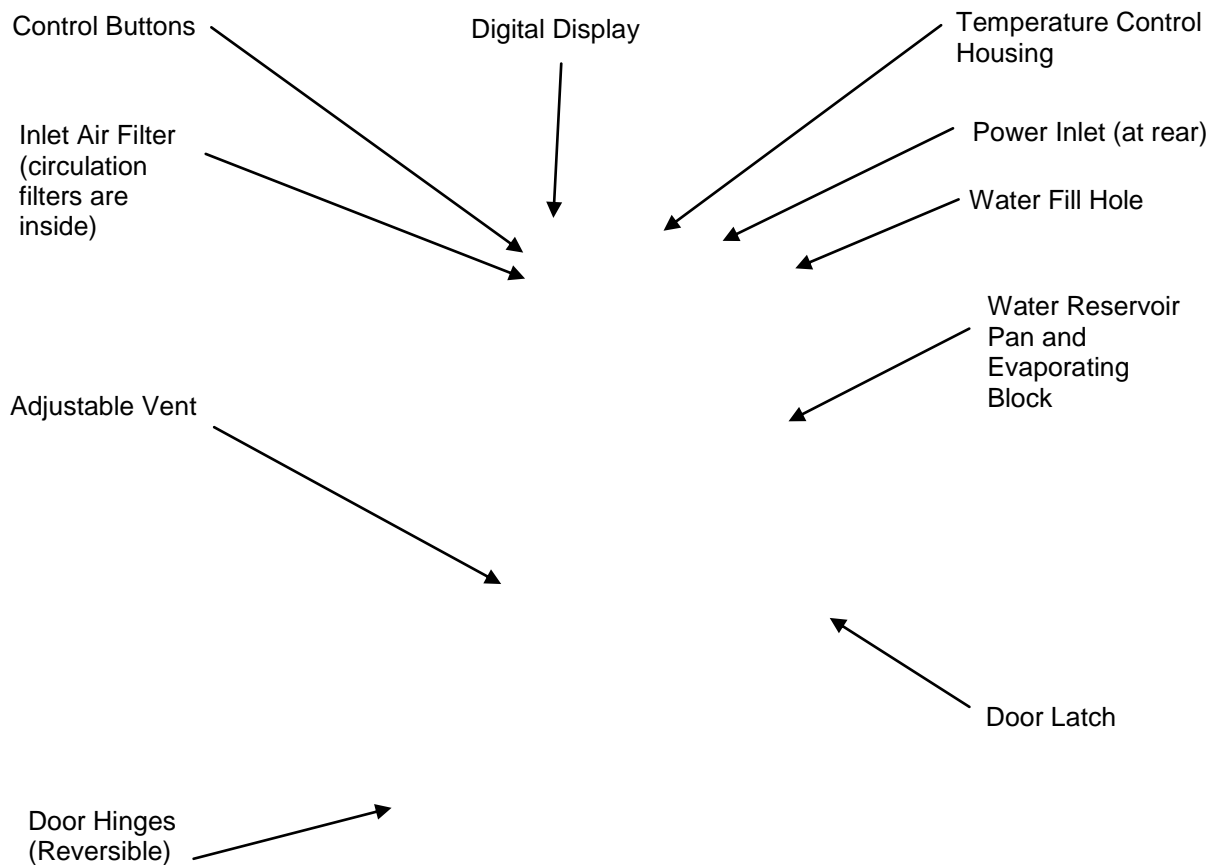 Control Buttons
Digital Display
Temperature Control
Housing
Inlet Air Filter
(circulation
filters are
inside)
Power Inlet (at rear)
Water Fill Hole
Water Reservoir
Pan and
Evaporating
Block
Adjustable Vent
Door Latch
Door Hinges
(Reversible)